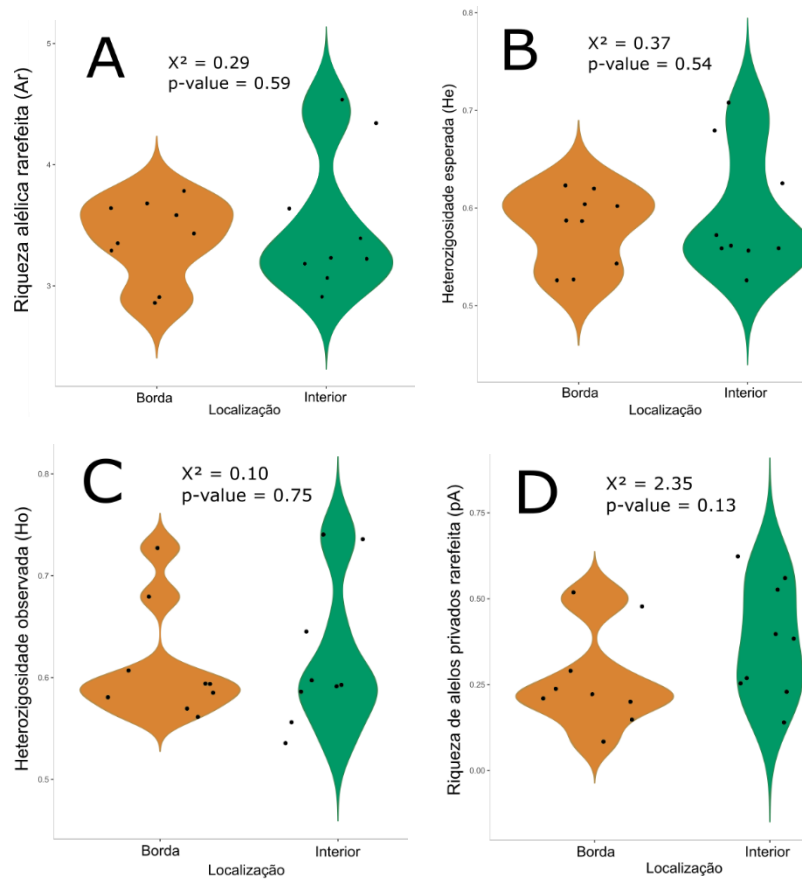 A
X² = 0.29
p-value = 0.59
Riqueza alélica rarefeita (Ar)
5
4
3
Borda
Interior
Localização
B
X² = 0.37
p-value = 0.54
Heterozigosidade esperada (He)
0.8
0.7
0.6
0.5
Borda
Interior
Localização
C
X² = 0.10
p-value = 0.75
Heterozigosidade observada (Ho)
0.8
0.7
0.6
0.5
Borda
Interior
Localização
D
X² = 2.35
p-value = 0.13
Riqueza de alelos privados rarefeita (pA)
0.75
0.50
0.25
0.00
Borda
Interior
Localização